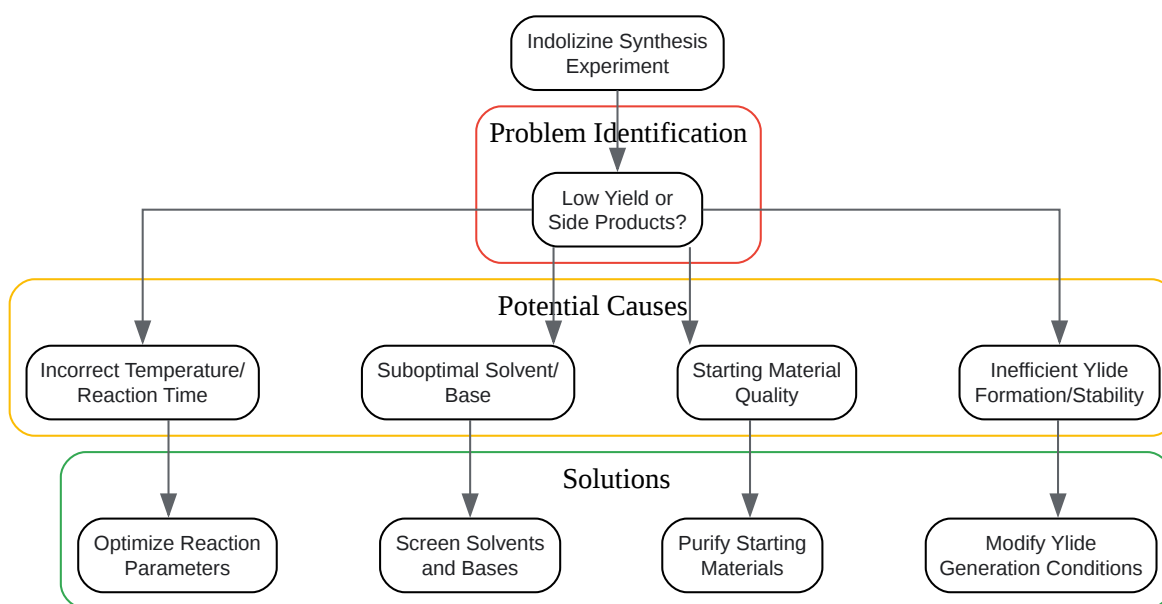 Indolizine Synthesis
Experiment
Problem Identification
Low Yield or
Side Products?
Potential Causes
Incorrect Temperature/
Reaction Time
Suboptimal Solvent/
Base
Starting Material
Quality
Inefficient Ylide
Formation/Stability
Solutions
Optimize Reaction
Parameters
Screen Solvents
and Bases
Purify Starting
Materials
Modify Ylide
Generation Conditions